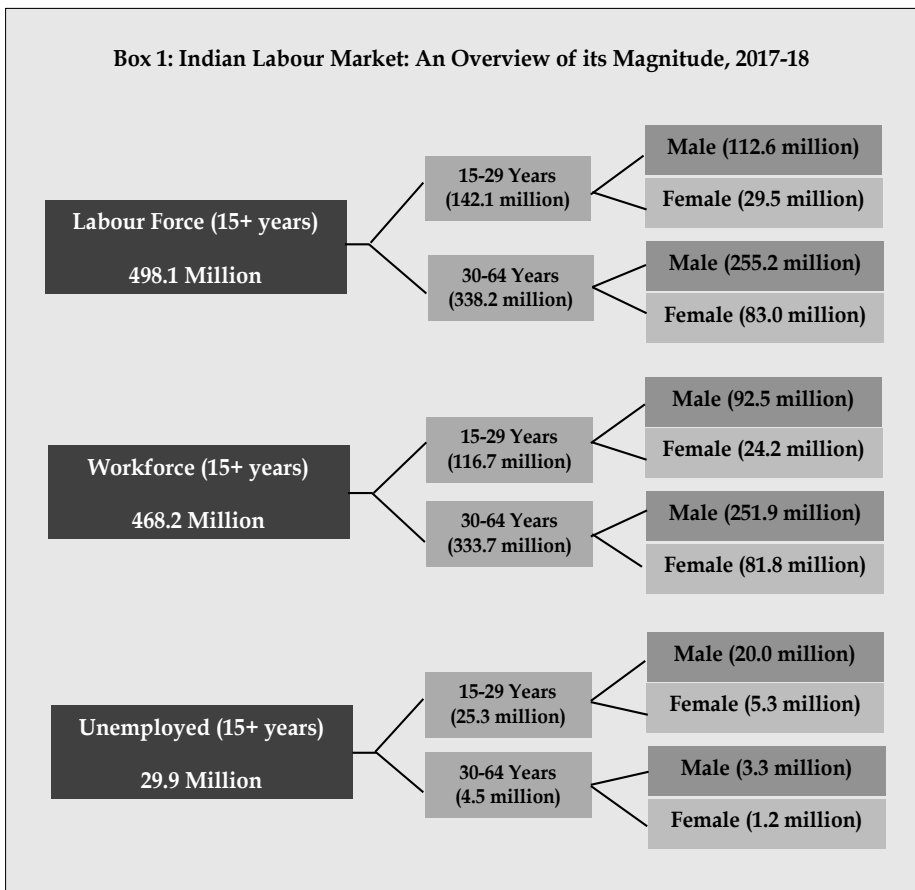 Box 1: Indian Labour Market: An Overview of its Magnitude, 2017-18
Labour Force (15+ years)
498.1 Million
15-29 Years
(142.1 million)
Male (112.6 million)
Female (29.5 million)
30-64 Years
(338.2 million)
Male (255.2 million)
Female (83.0 million)
Workforce (15+ years)
468.2 Million
15-29 Years
(116.7 million)
Male (92.5 million)
Female (24.2 million)
30-64 Years
(333.7 million)
Male (251.9 million)
Female (81.8 million)
Unemployed (15+ years)
29.9 Million
15-29 Years
(25.3 million)
Male (20.0 million)
Female (5.3 million)
30-64 Years
(4.5 million)
Male (3.3 million)
Female (1.2 million)